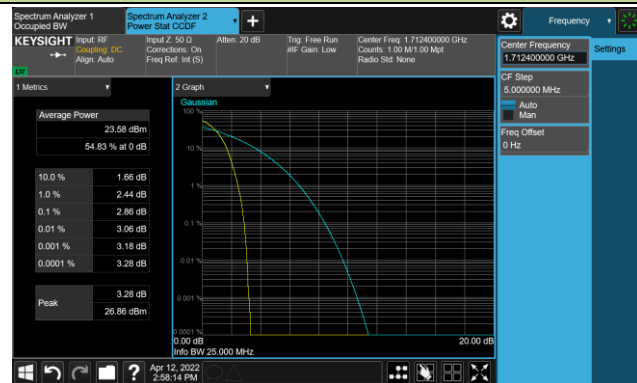 Spectrum Analyzer 1
Occupied BW
Spectrum Analyzer 2
Power Stat CCDF
+
Frequency
KEYSIGHT
Input: RF
Coupling: DC
Align: Auto
Input Z: 50 Ω
Corrections: On
Freq Ref: Int (S)
Atten: 20 dB
Trig: Free Run
#IF Gain: Low
Center Freq: 1.712400000 GHz
Counts: 1.00 M/1.00 Mpt
Radio Std: None
LXI
Center Frequency
1.712400000 GHz
Settings
CF Step
5.000000 MHz
Auto
Man
Freq Offset
0 Hz
1 Metrics
Average Power
23.58 dBm
54.83 % at 0 dB
10.0 % 1.66 dB
1.0 % 2.44 dB
0.1 % 2.86 dB
0.01 % 3.06 dB
0.001 % 3.18 dB
0.0001 % 3.28 dB
Peak
3.28 dB
26.86 dBm
2 Graph
Gaussian
100 %
10 %
1 %
0.1 %
0.01 %
0.001 %
0.0001 %
0.00 dB
20.00 dB
Info BW 25.000 MHz
?
Apr 12, 2022
2:58:14 PM